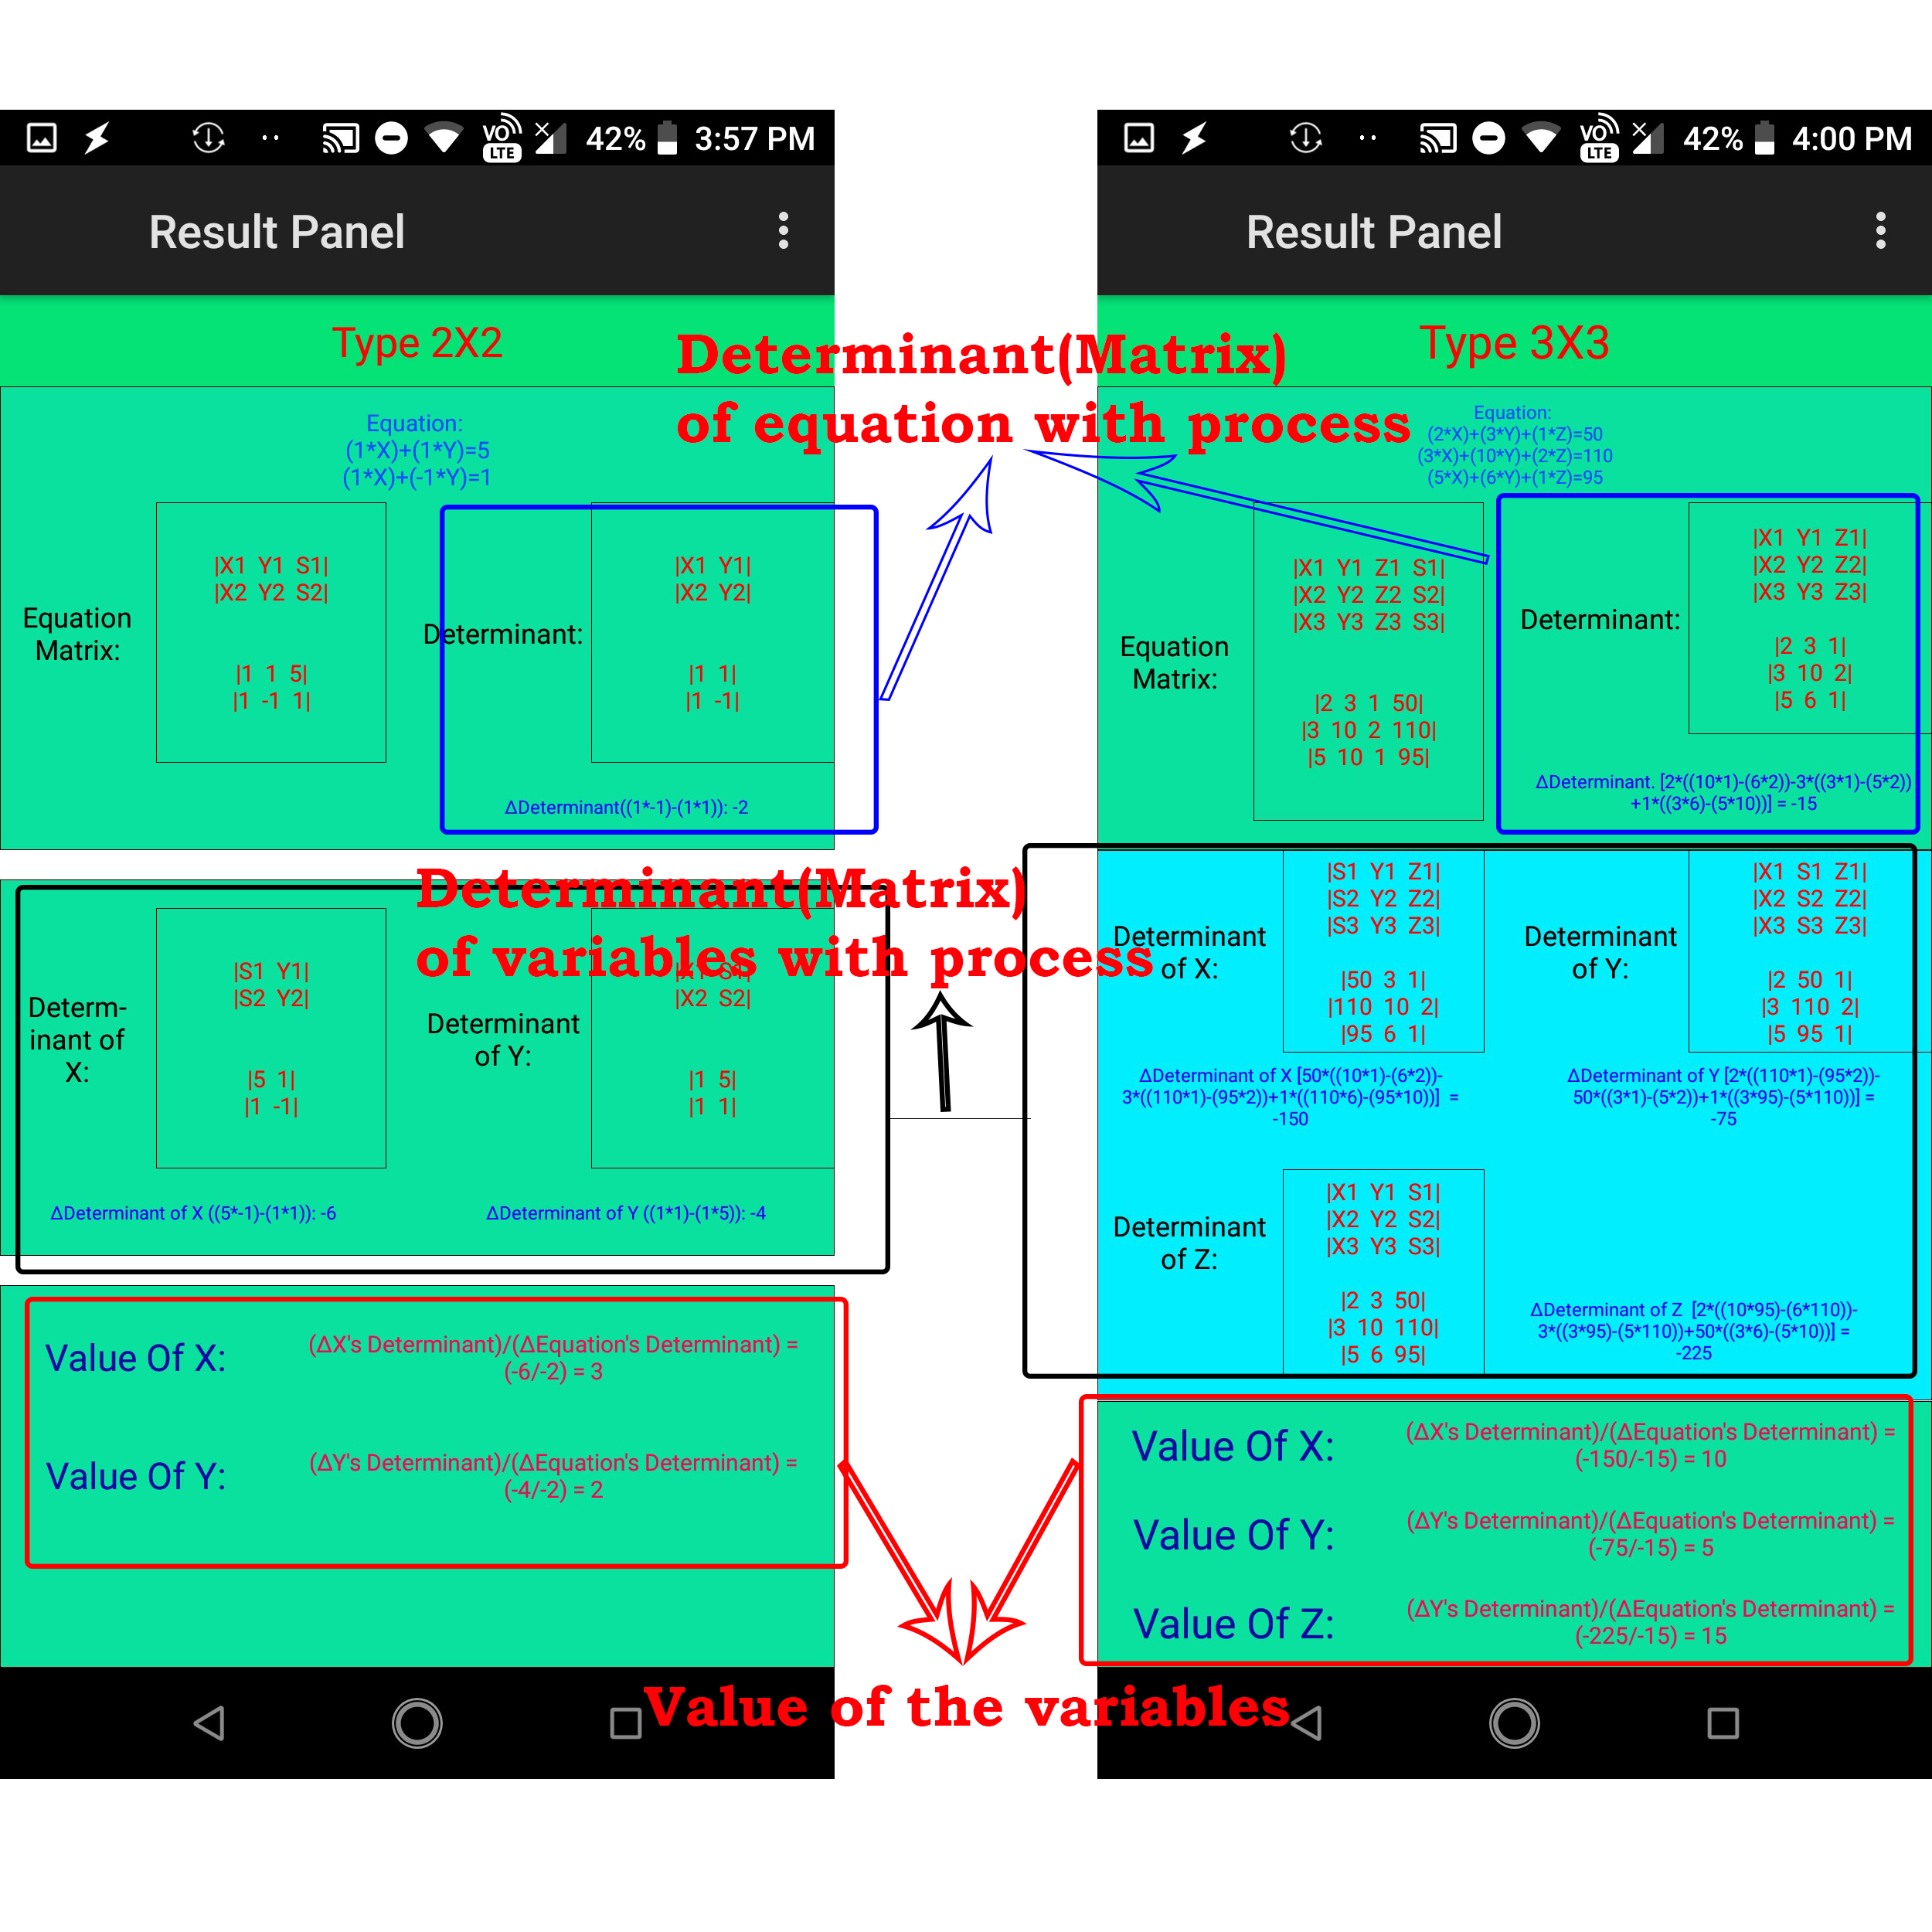 VO
LTE
42%
3:57 PM
Result Panel
Type 2X2
Equation:
(1*X)+(1*Y)=5
(1*X)+(-1*Y)=1
Equation
Matrix:
|X1 Y1 S1|
|X2 Y2 S2|
|1 1 5|
|1 -1 1|
Determinant:
|X1 Y1|
|X2 Y2|
|1 1|
|1 -1|
ΔDeterminant((1*-1)-(1*1)): -2
Determ-
inant of
X:
|S1 Y1|
|S2 Y2|
|5 1|
|1 -1|
Determinant
of Y:
|X1 S1|
|X2 S2|
|1 5|
|1 1|
ΔDeterminant of X ((5*-1)-(1*1)): -6
ΔDeterminant of Y ((1*1)-(1*5)): -4
Value Of X:
(ΔX's Determinant)/(ΔEquation's Determinant) =
(-6/-2) = 3
Value Of Y:
(ΔY's Determinant)/(ΔEquation's Determinant) =
(-4/-2) = 2
Determinant(Matrix)
of equation with process
Determinant(Matrix)
of variables with process
Value of the variables
VO
LTE
42%
4:00 PM
Result Panel
Type 3X3
Equation:
(2*X)+(3*Y)+(1*Z)=50
(3*X)+(10*Y)+(2*Z)=110
(5*X)+(6*Y)+(1*Z)=95
Equation
Matrix:
|X1 Y1 Z1 S1|
|X2 Y2 Z2 S2|
|X3 Y3 Z3 S3|
|2 3 1 50|
|3 10 2 110|
|5 10 1 95|
Determinant:
|X1 Y1 Z1|
|X2 Y2 Z2|
|X3 Y3 Z3|
|2 3 1|
|3 10 2|
|5 6 1|
ΔDeterminant. [2*((10*1)-(6*2))-3*((3*1)-(5*2))
+1*((3*6)-(5*10))] = -15
Determinant
of X:
|S1 Y1 Z1|
|S2 Y2 Z2|
|S3 Y3 Z3|
|50 3 1|
|110 10 2|
|95 6 1|
Determinant
of Y:
|X1 S1 Z1|
|X2 S2 Z2|
|X3 S3 Z3|
|2 50 1|
|3 110 2|
|5 95 1|
ΔDeterminant of X [50*((10*1)-(6*2))-
3*((110*1)-(95*2))+1*((110*6)-(95*10))] =
-150
ΔDeterminant of Y [2*((110*1)-(95*2))-
50*((3*1)-(5*2))+1*((3*95)-(5*110))] =
-75
Determinant
of Z:
|X1 Y1 S1|
|X2 Y2 S2|
|X3 Y3 S3|
|2 3 50|
|3 10 110|
|5 6 95|
ΔDeterminant of Z [2*((10*95)-(6*110))-
3*((3*95)-(5*110))+50*((3*6)-(5*10))] =
-225
Value Of X:
(ΔX's Determinant)/(ΔEquation's Determinant) =
(-150/-15) = 10
Value Of Y:
(ΔY's Determinant)/(ΔEquation's Determinant) =
(-75/-15) = 5
Value Of Z:
(ΔY's Determinant)/(ΔEquation's Determinant) =
(-225/-15) = 15